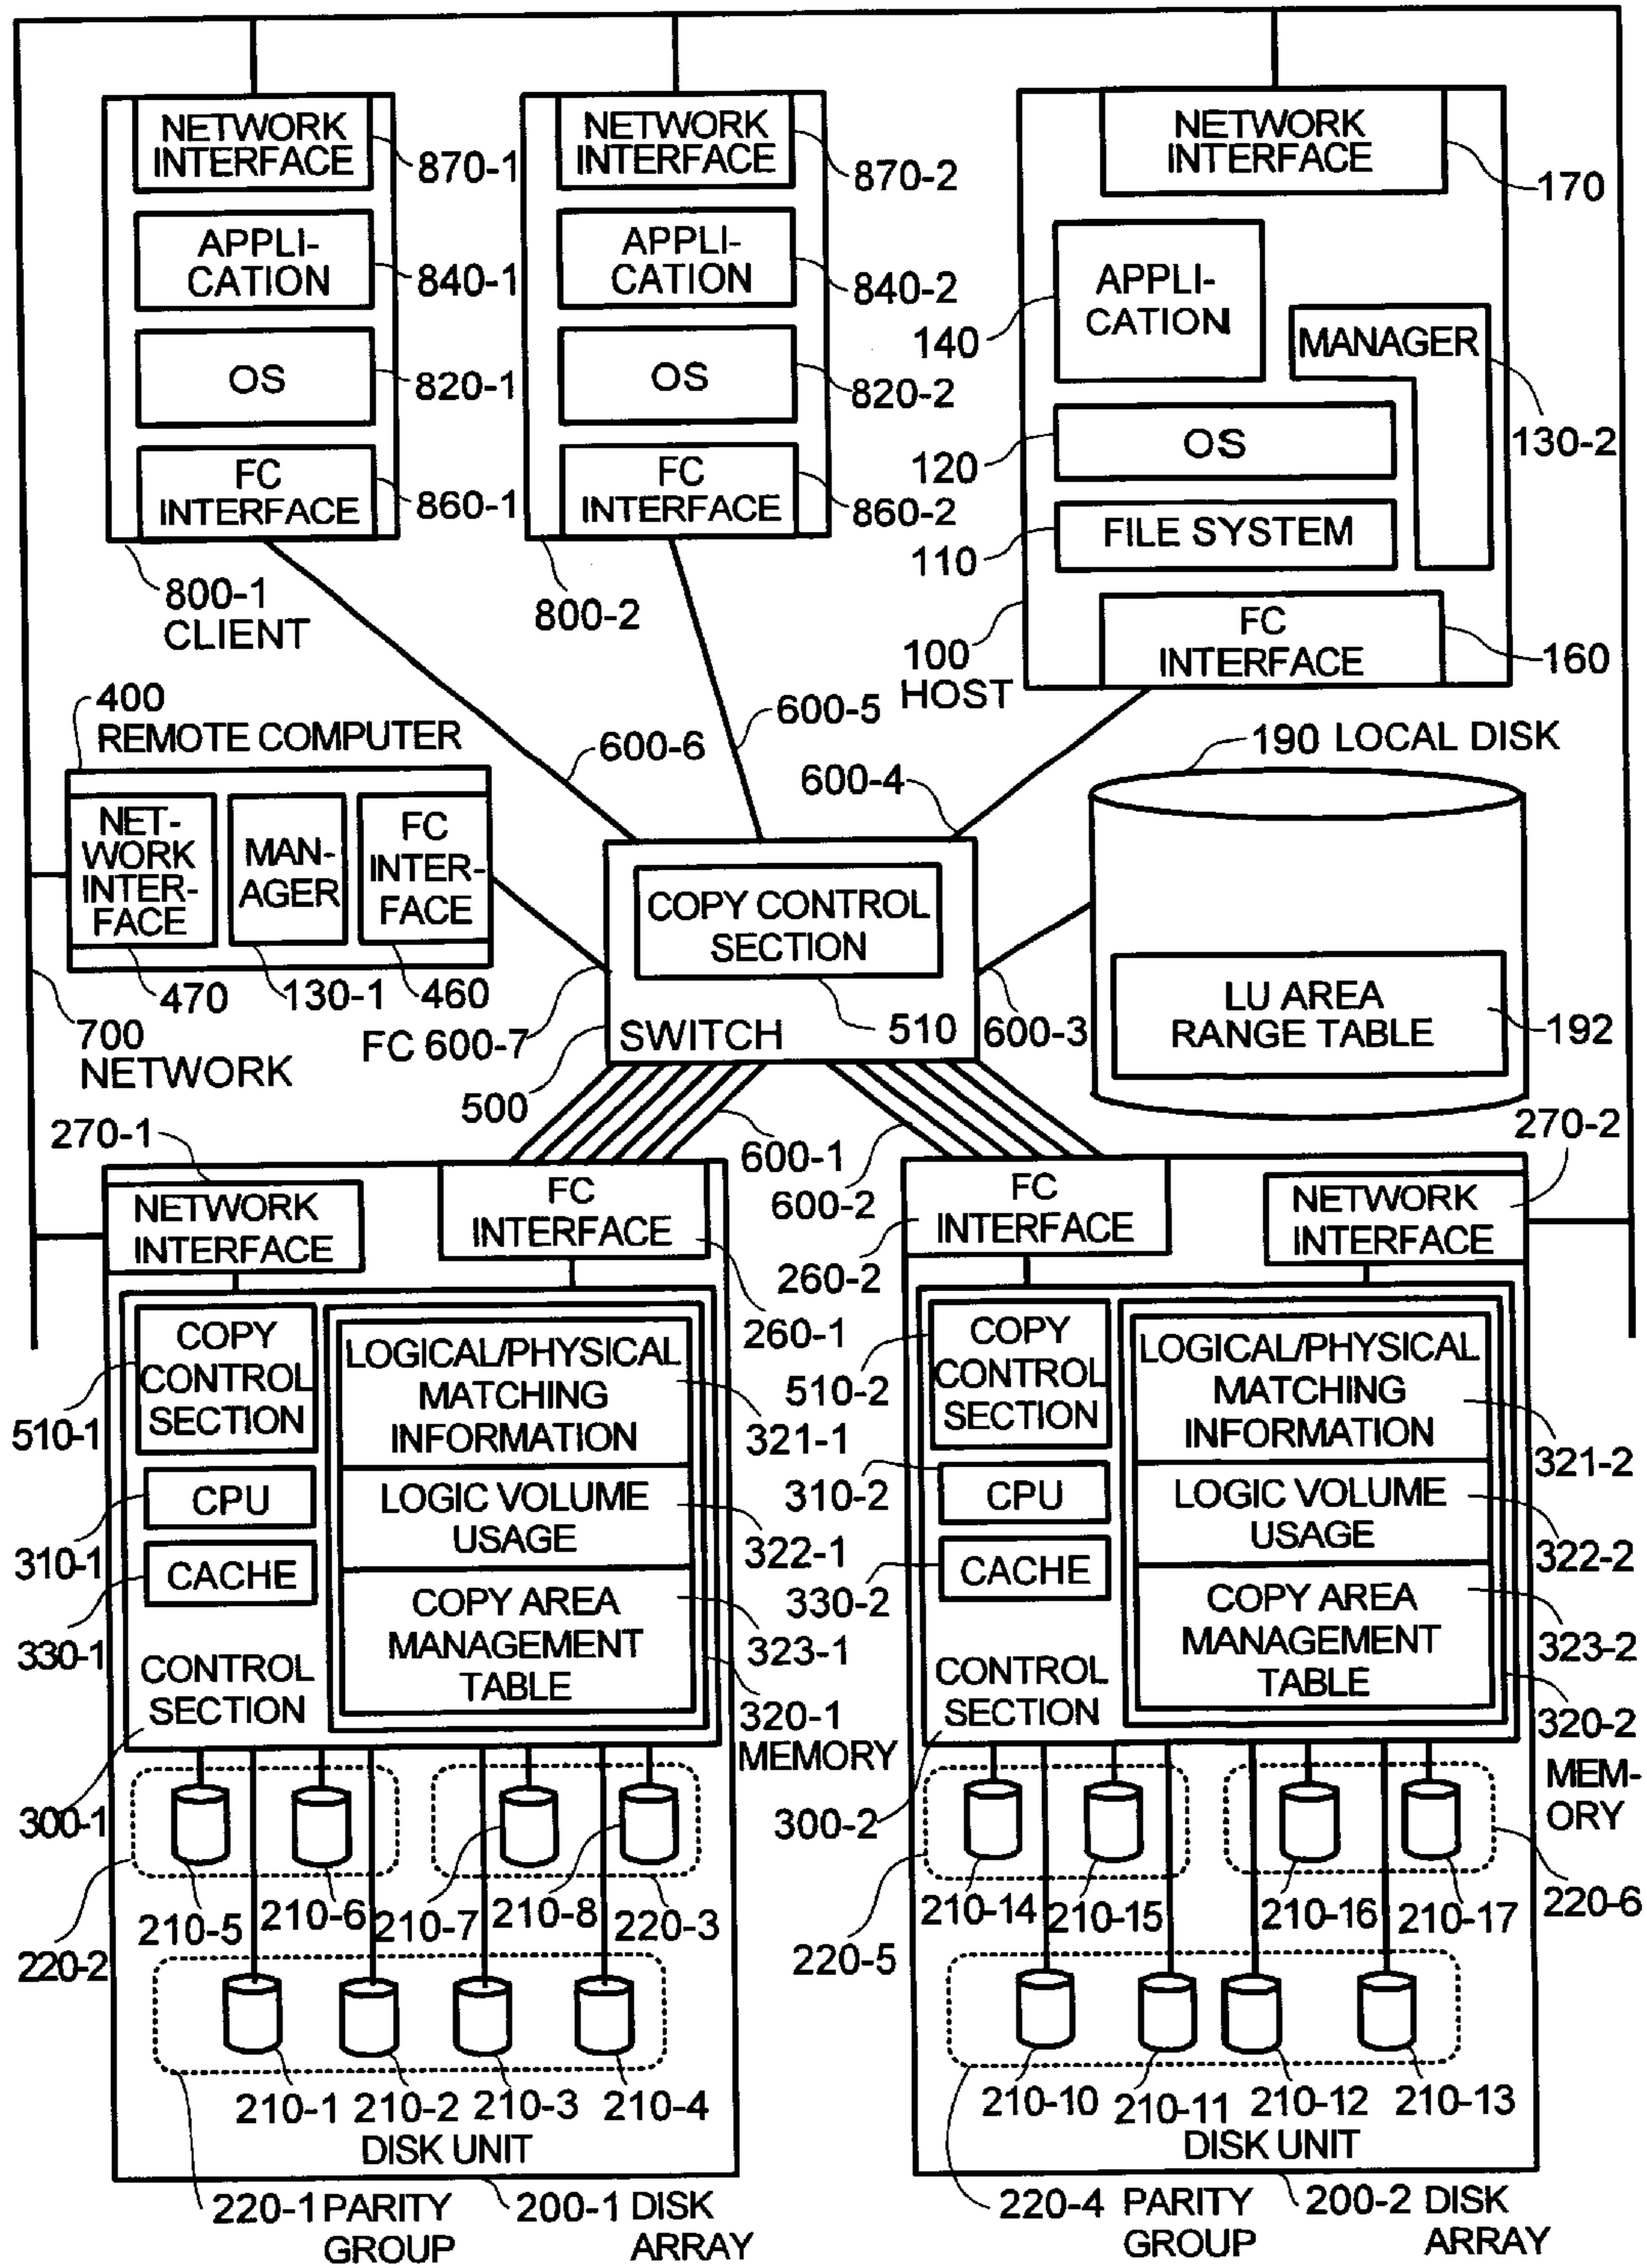 NETWORK
INTERFACE
870-1
APPLI-
CATION
840-1
OS
820-1
FC
INTERFACE
860-1
800-1
CLIENT
NETWORK
INTERFACE
870-2
APPLI-
CATION
840-2
OS
820-2
FC
INTERFACE
860-2
800-2
NETWORK
INTERFACE
170
APPLI-
CATION
140
MANAGER
130-2
OS
120
FILE SYSTEM
110
FC
INTERFACE
160
100
HOST
400
REMOTE COMPUTER
NET-
WORK
INTER-
FACE
MAN-
AGER
FC
INTER-
FACE
470
130-1
460
700
NETWORK
600-6
600-5
600-4
190 LOCAL DISK
COPY CONTROL
SECTION
SWITCH
510
FC 600-7
500
600-3
LU AREA
RANGE TABLE
192
600-1
600-2
270-1
NETWORK
INTERFACE
FC
INTERFACE
260-1
COPY
CONTROL
SECTION
510-1
LOGICAL/PHYSICAL
MATCHING
INFORMATION
321-1
CPU
310-1
LOGIC VOLUME
USAGE
322-1
CACHE
330-1
COPY AREA
MANAGEMENT
TABLE
323-1
CONTROL
SECTION
320-1
MEMORY
300-1
210-5
210-6
210-7
210-8
220-3
220-2
210-1
210-2
210-3
210-4
DISK UNIT
220-1 PARITY
GROUP
200-1 DISK
ARRAY
270-2
FC
INTERFACE
NETWORK
INTERFACE
260-2
COPY
CONTROL
SECTION
510-2
LOGICAL/PHYSICAL
MATCHING
INFORMATION
321-2
CPU
310-2
LOGIC VOLUME
USAGE
322-2
CACHE
330-2
COPY AREA
MANAGEMENT
TABLE
323-2
CONTROL
SECTION
320-2
MEM-
ORY
300-2
210-14
210-15
210-16
210-17
220-6
220-5
210-10
210-11
210-12
210-13
DISK UNIT
220-4 PARITY
GROUP
200-2 DISK
ARRAY